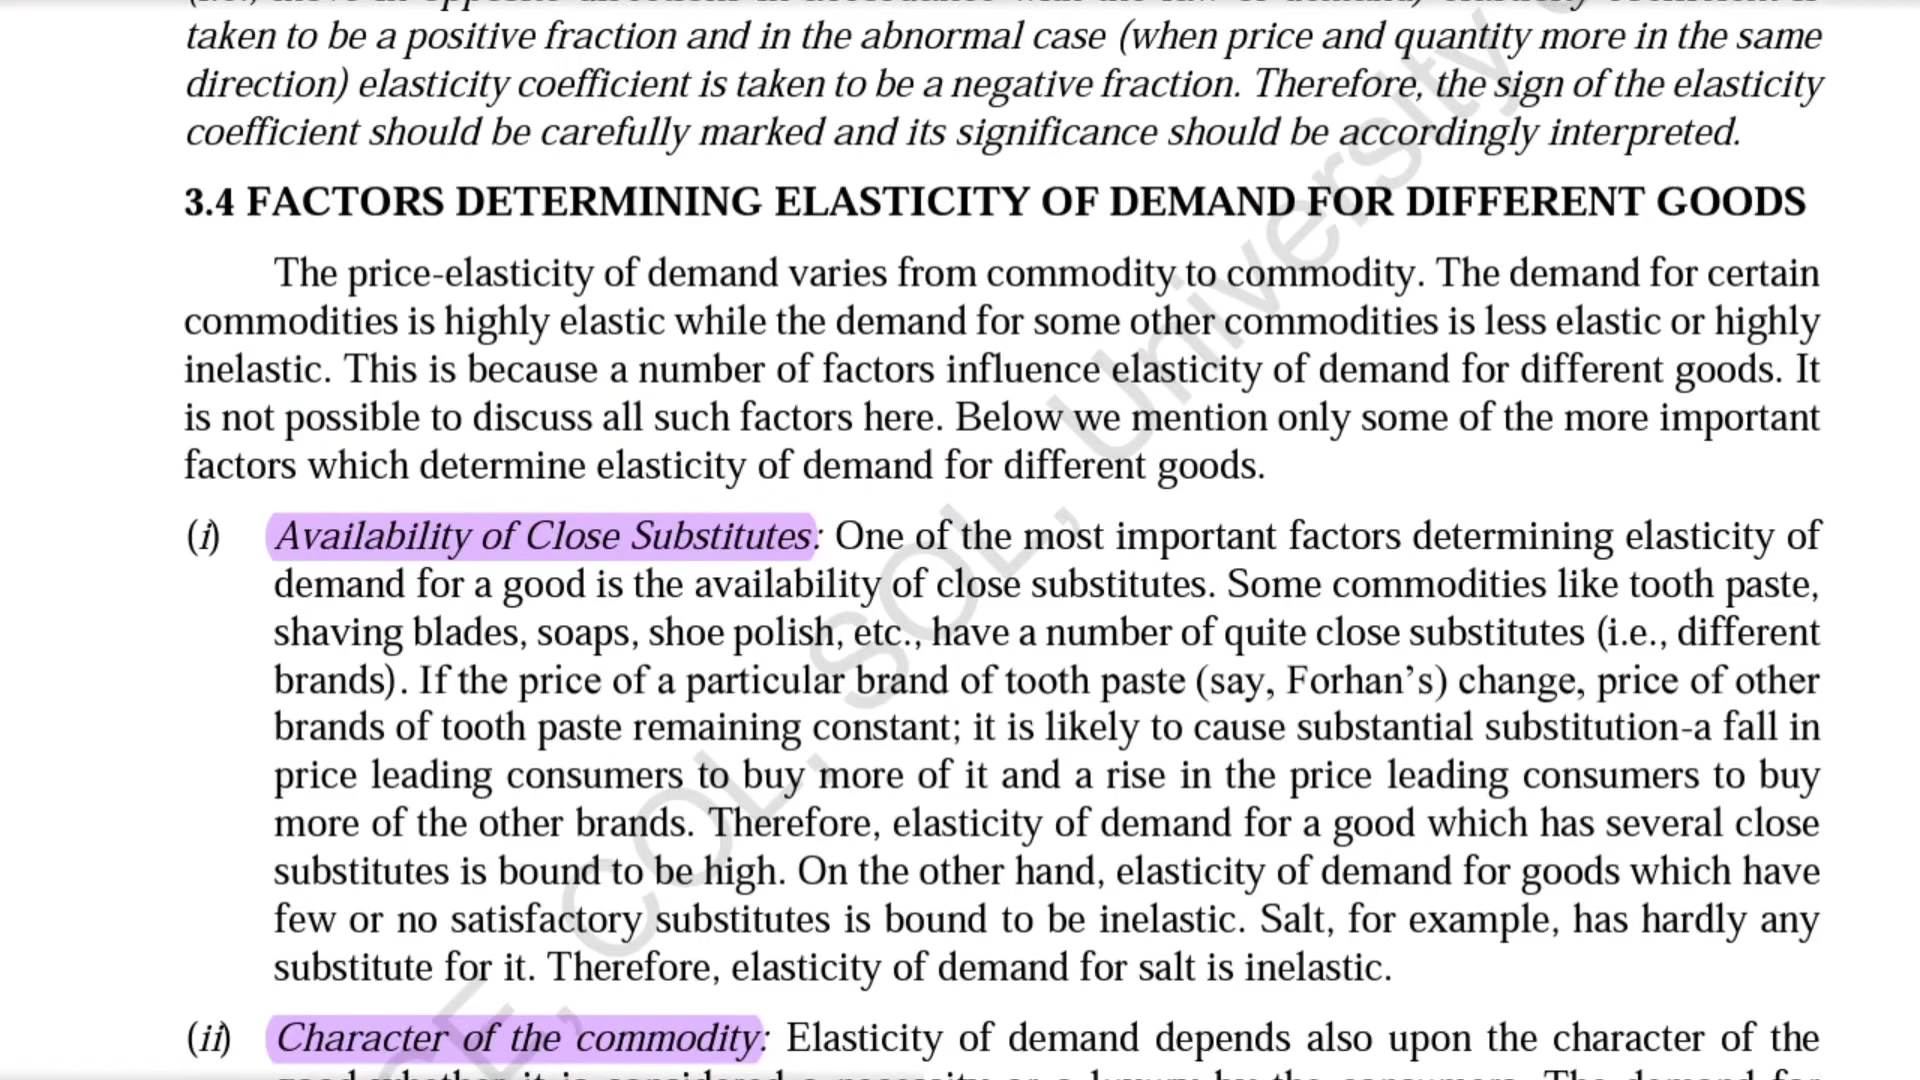 taken to be a positive fraction and in the abnormal case (when price and quantity more in the same
direction) elasticity coefficient is taken to be a negative fraction. Therefore, the sign of the elasticity
coefficient should be carefully marked and its significance should be accordingly interpreted.
3.4 FACTORS DETERMINING ELASTICITY OF DEMAND FOR DIFFERENT GOODS
The price-elasticity of demand varies from commodity to commodity. The demand for certain
commodities is highly elastic while the demand for some other commodities is less elastic or highly
inelastic. This is because a number of factors influence elasticity of demand for different goods. It
is not possible to discuss all such factors here. Below we mention only some of the more important
factors which determine elasticity of demand for different goods.
(i) Availability of Close Substitutes: One of the most important factors determining elasticity of
demand for a good is the availability of close substitutes. Some commodities like tooth paste,
shaving blades, soaps, shoe polish, etc., have a number of quite close substitutes (i.e., different
brands). If the price of a particular brand of tooth paste (say, Forhan’s) change, price of other
brands of tooth paste remaining constant; it is likely to cause substantial substitution-a fall in
price leading consumers to buy more of it and a rise in the price leading consumers to buy
more of the other brands. Therefore, elasticity of demand for a good which has several close
substitutes is bound to be high. On the other hand, elasticity of demand for goods which have
few or no satisfactory substitutes is bound to be inelastic. Salt, for example, has hardly any
substitute for it. Therefore, elasticity of demand for salt is inelastic.
(ii) Character of the commodity: Elasticity of demand depends also upon the character of the
COL, SOL, University